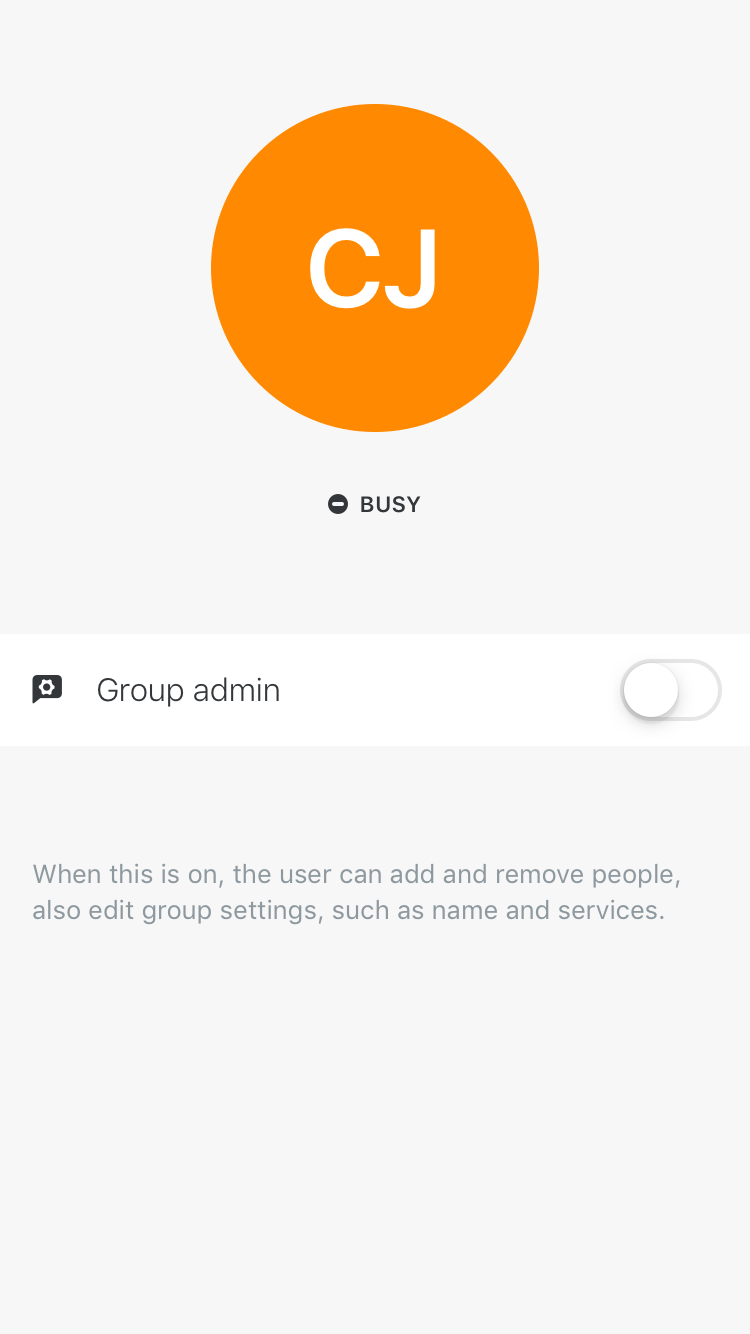 CJ
BUSY
Group admin
When this is on, the user can add and remove people,
also edit group settings, such as name and services.